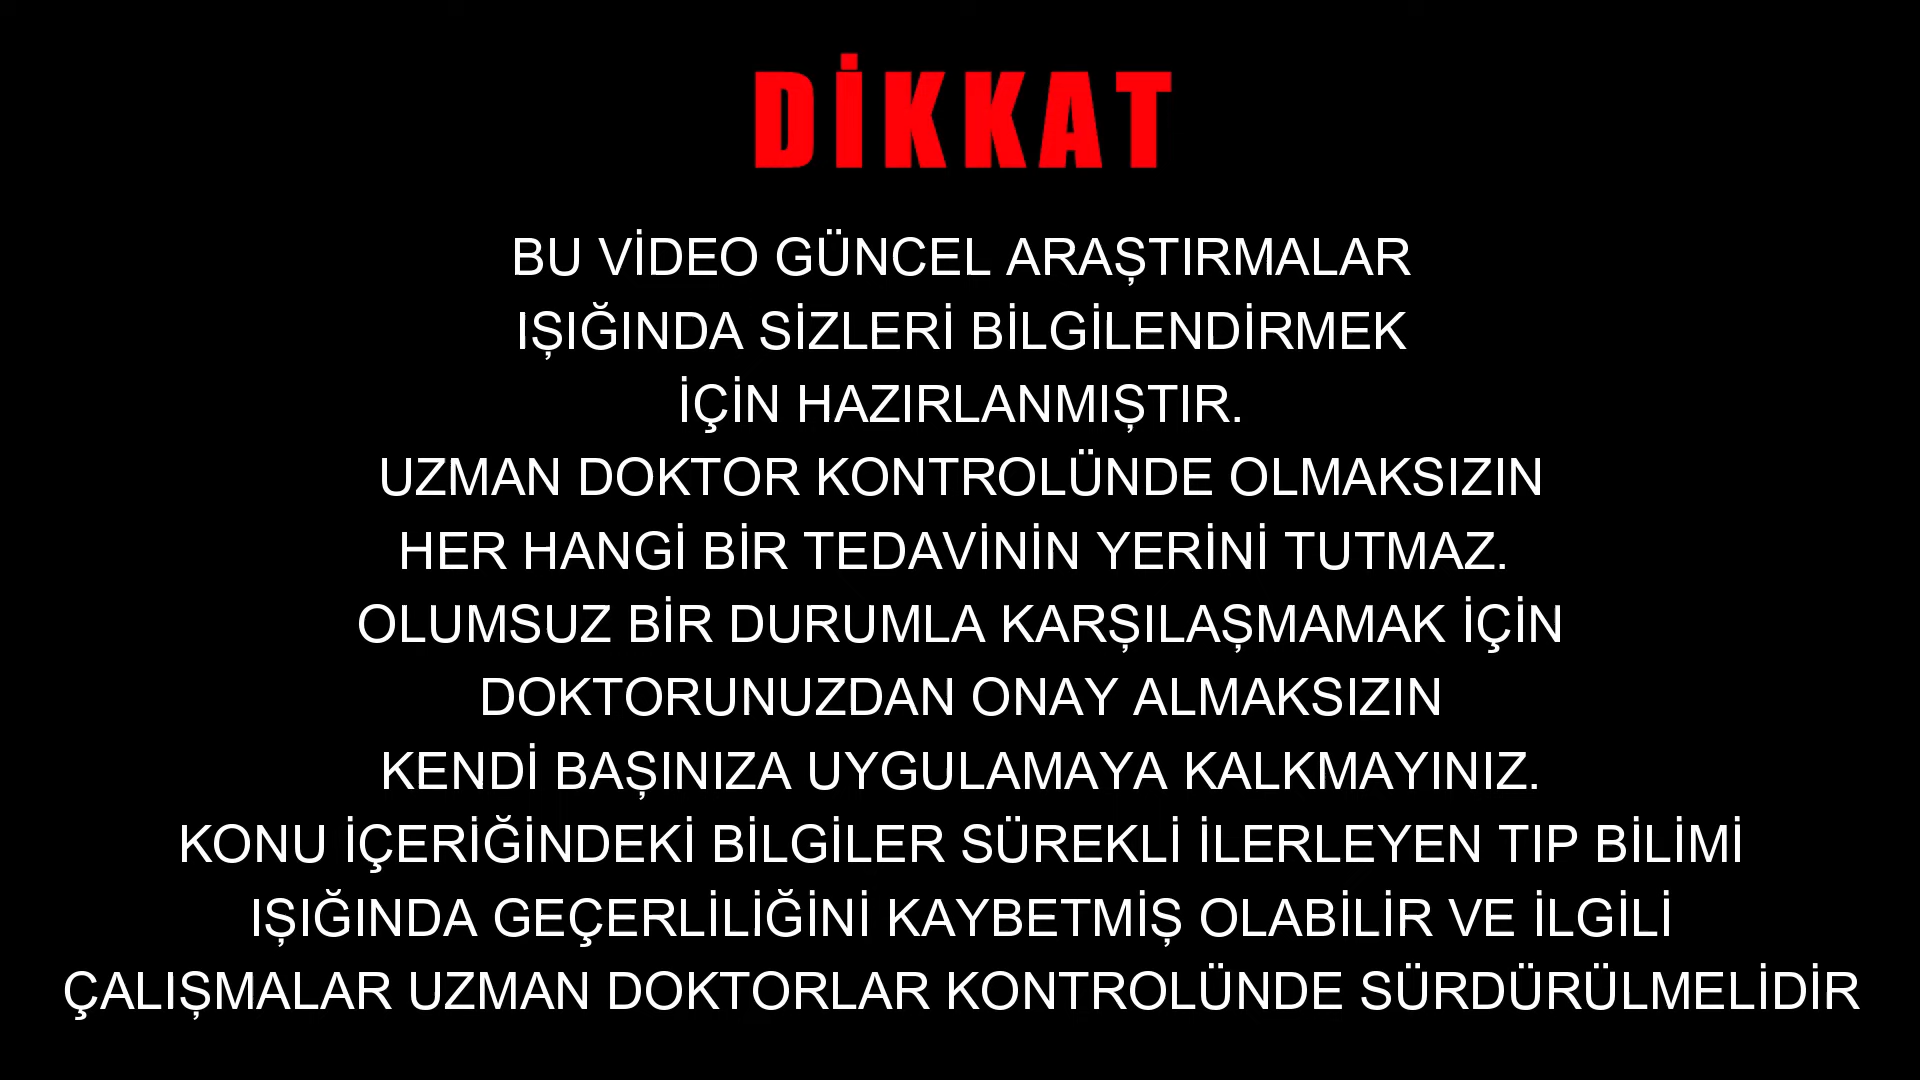 DİKKAT
BU VİDEO GÜNCEL ARAŞTIRMALAR
IŞIĞINDA SİZLERİ BİLGİLENDİRMEK
İÇİN HAZIRLANMIŞTIR.
UZMAN DOKTOR KONTROLÜNDE OLMAKSIZIN
HER HANGİ BİR TEDAVİNİN YERİNİ TUTMAZ.
OLUMSUZ BİR DURUMLA KARŞILAŞMAMAK İÇİN
DOKTORUNUZDAN ONAY ALMAKSIZIN
KENDİ BAŞINIZA UYGULAMAYA KALKMAYINIZ.
KONU İÇERİĞİNDEKİ BİLGİLER SÜREKLİ İLERLEYEN TIP BİLİMİ
IŞIĞINDA GEÇERLİLİĞİNİ KAYBETMİŞ OLABİLİR VE İLGİLİ
ÇALIŞMALAR UZMAN DOKTORLAR KONTROLÜNDE SÜRDÜRÜLMELİDİR